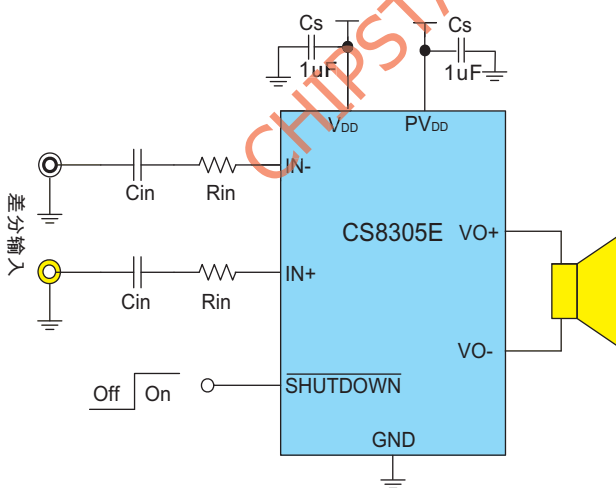 Cs
Cs
1uF
1uF
VDD
PVDD
IN-
Cin
Rin
CS8305E
VO+
差分输入
IN+
Cin
Rin
VO-
Off
On
SHUTDOWN
GND
CHIPSTA